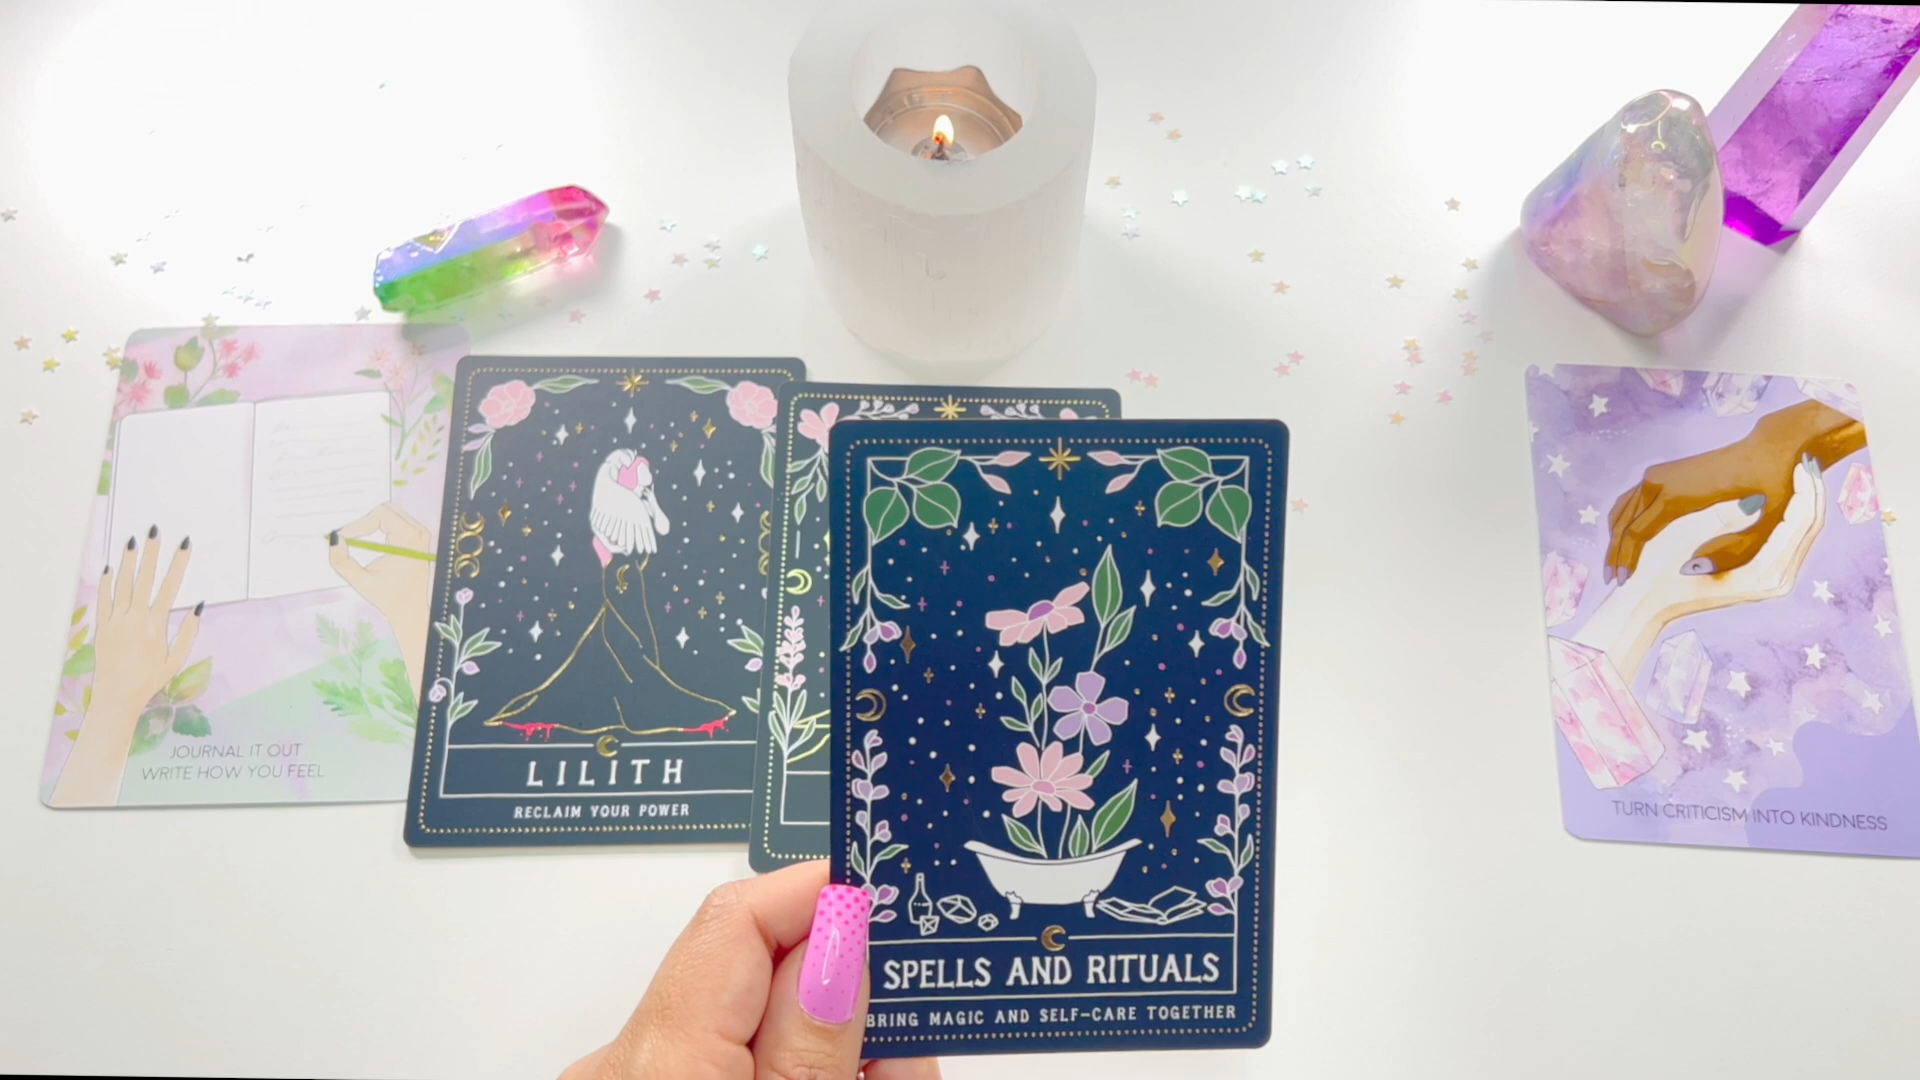 JOURNAL IT OUT
WRITE HOW YOU FEEL
LILITH
RECLAIM YOUR POWER
SPELLS AND RITUALS
BRING MAGIC AND SELF-CARE TOGETHER
TURN CRITICISM INTO KINDNESS